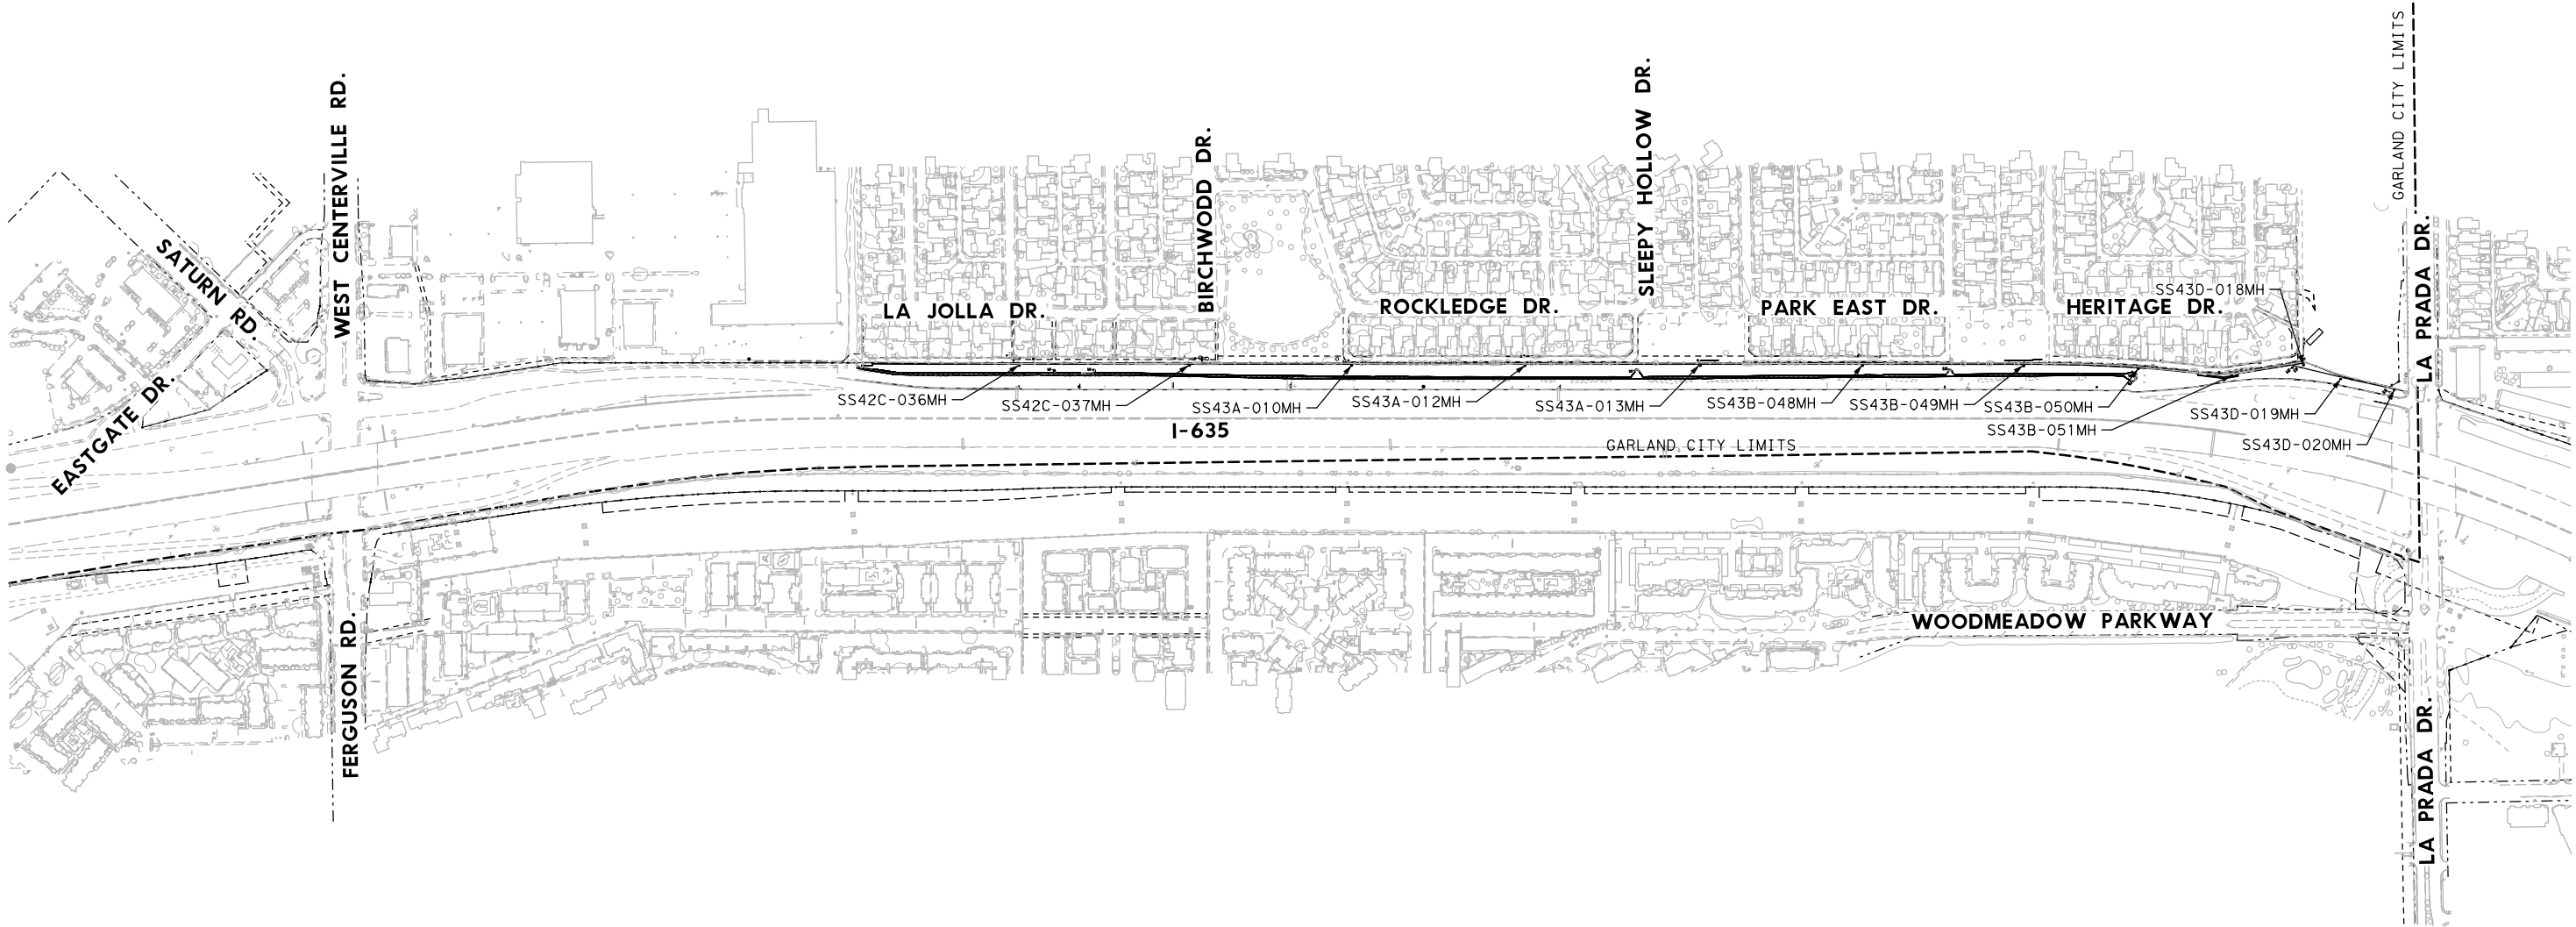 GARLAND CITY LIMITS
SATURN RD.
WEST CENTERVILLE RD.
BIRCHWWOD DR.
SLEEPY HOLLOW DR.
LA PRADA DR.
EASTGATE DR.
LA JOLLA DR.
ROCKLEDGE DR.
PARK EAST DR.
HERITAGE DR.
SS43D-018MH
SS42C-036MH
SS42C-037MH
SS43A-010MH
SS43A-012MH
SS43A-013MH
SS43B-048MH
SS43B-049MH
SS43B-050MH
SS43B-051MH
SS43D-019MH
SS43D-020MH
I-635
GARLAND CITY LIMITS
FERGUSON RD.
WOODMEADOW PARKWAY
LA PRADA DR.